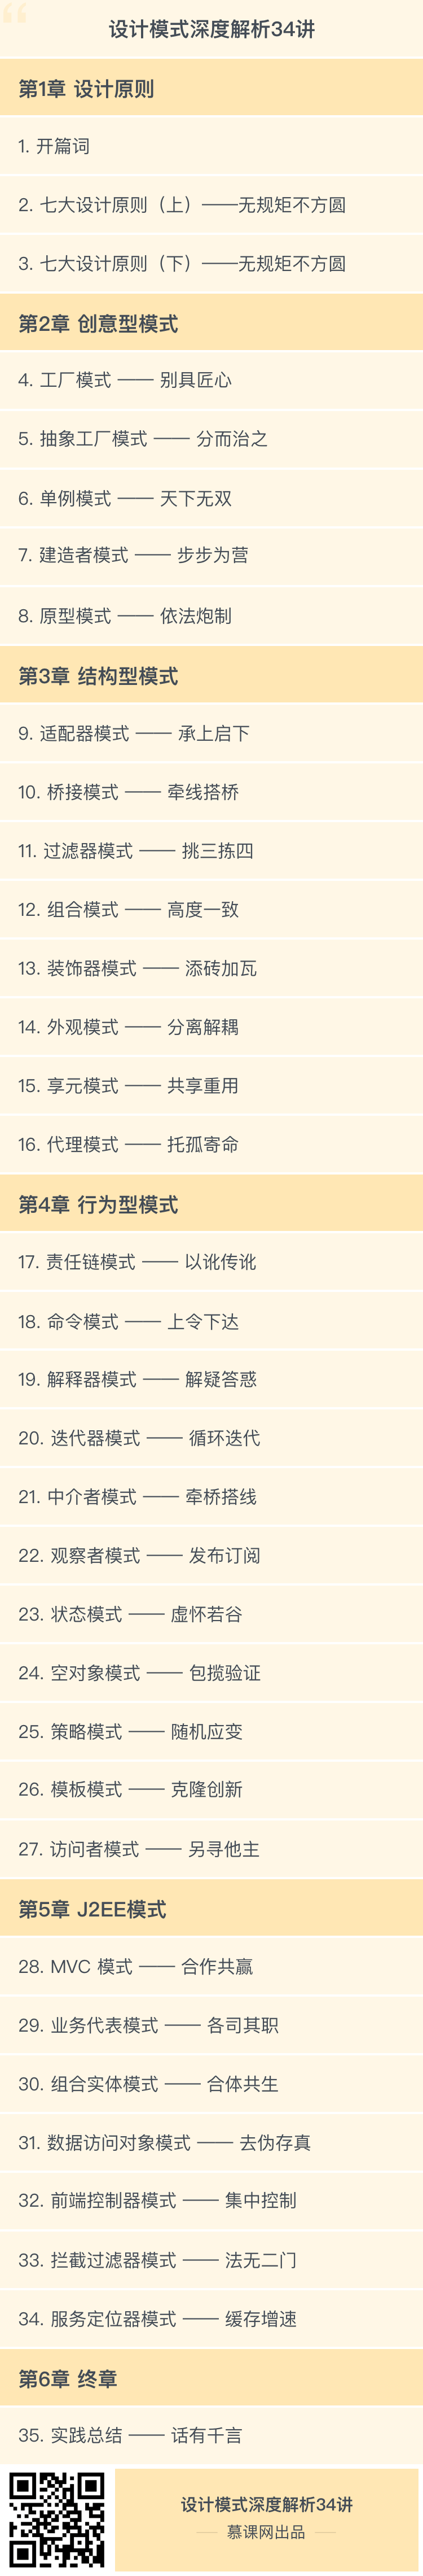 设计模式深度解析34讲
第1章 设计原则
1. 开篇词
2. 七大设计原则（上）——无规矩不方圆
3. 七大设计原则（下）——无规矩不方圆
第2章 创意型模式
4. 工厂模式 —— 别具匠心
5. 抽象工厂模式 —— 分而治之
6. 单例模式 —— 天下无双
7. 建造者模式 —— 步步为营
8. 原型模式 —— 依法炮制
第3章 结构型模式
9. 适配器模式 —— 承上启下
10. 桥接模式 —— 牵线搭桥
11. 过滤器模式 —— 挑三拣四
12. 组合模式 —— 高度一致
13. 装饰器模式 —— 添砖加瓦
14. 外观模式 —— 分离解耦
15. 享元模式 —— 共享重用
16. 代理模式 —— 托孤寄命
第4章 行为型模式
17. 责任链模式 —— 以讹传讹
18. 命令模式 —— 上令下达
19. 解释器模式 —— 解疑答惑
20. 迭代器模式 —— 循环迭代
21. 中介者模式 —— 牵桥搭线
22. 观察者模式 —— 发布订阅
23. 状态模式 —— 虚怀若谷
24. 空对象模式 —— 包揽验证
25. 策略模式 —— 随机应变
26. 模板模式 —— 克隆创新
27. 访问者模式 —— 另寻他主
第5章 J2EE模式
28. MVC 模式 —— 合作共赢
29. 业务代表模式 —— 各司其职
30. 组合实体模式 —— 合体共生
31. 数据访问对象模式 —— 去伪存真
32. 前端控制器模式 —— 集中控制
33. 拦截过滤器模式 —— 法无二门
34. 服务定位器模式 —— 缓存增速
第6章 终章
35. 实践总结 —— 话有千言
设计模式深度解析34讲
慕课网出品